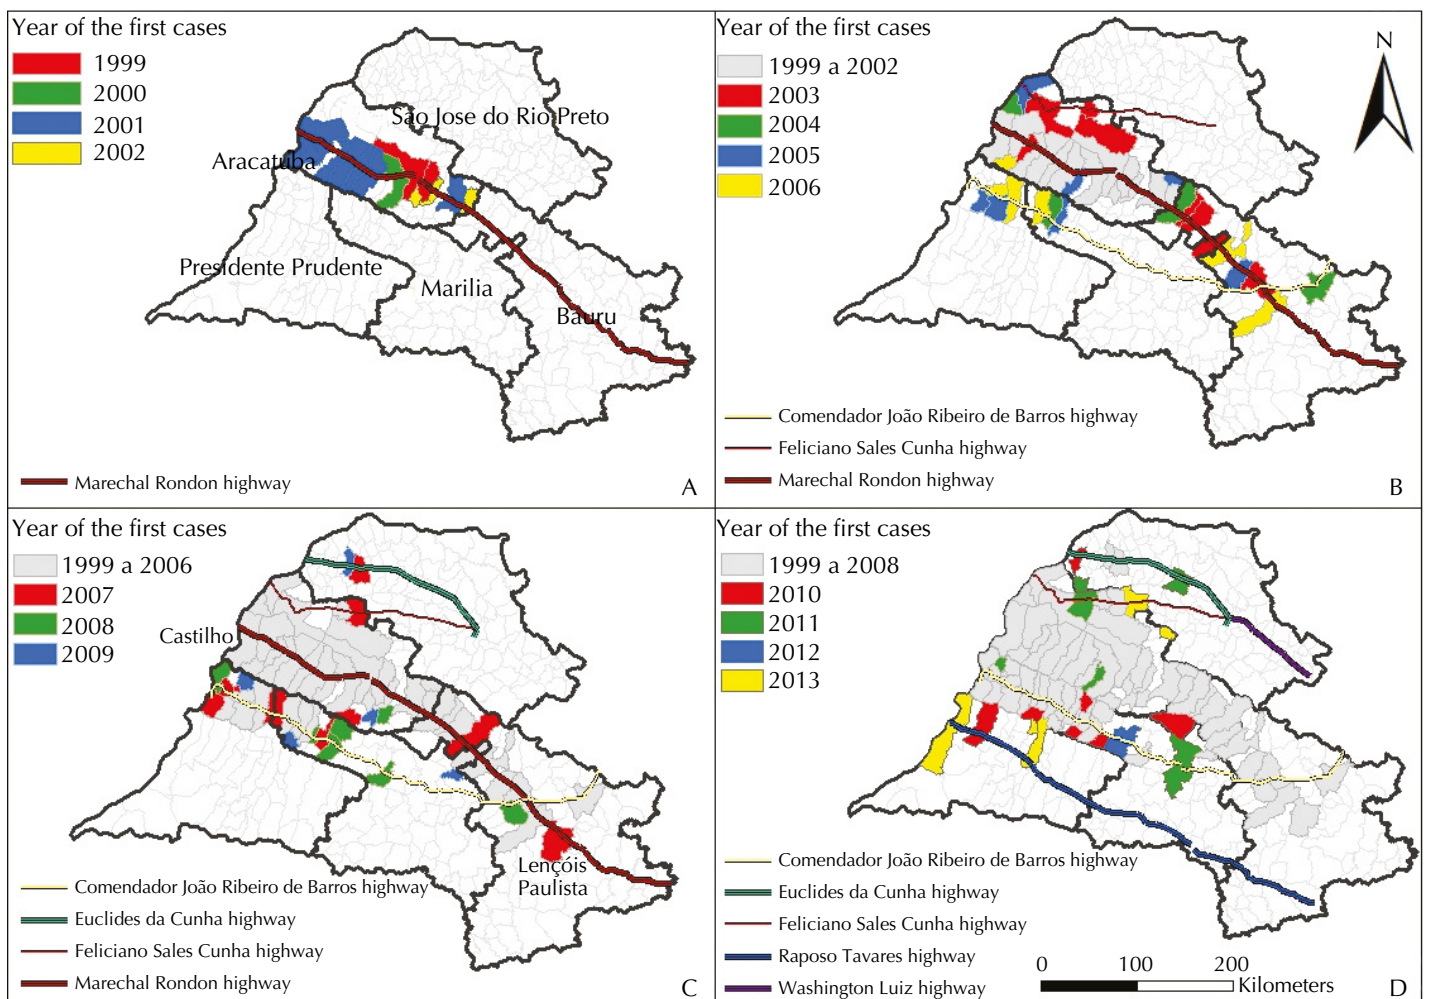 Year of the first cases
1999
2000
2001
2002
São Jose do Rio Preto
Aracatuba
Presidente Prudente
Marilia
Bauru
Marechal Rondon highway
A
Year of the first cases
1999 a 2002
2003
2004
2005
2006
N
Comendador João Ribeiro de Barros highway
Feliciano Sales Cunha highway
Marechal Rondon highway
B
Year of the first cases
1999 a 2006
2007
2008
2009
Castilho
Lençóis
Paulista
Comendador João Ribeiro de Barros highway
Euclides da Cunha highway
Feliciano Sales Cunha highway
Marechal Rondon highway
C
Year of the first cases
1999 a 2008
2010
2011
2012
2013
Comendador João Ribeiro de Barros highway
Euclides da Cunha highway
Feliciano Sales Cunha highway
Raposo Tavares highway
Washington Luiz highway
0 100 200
Kilometers
D